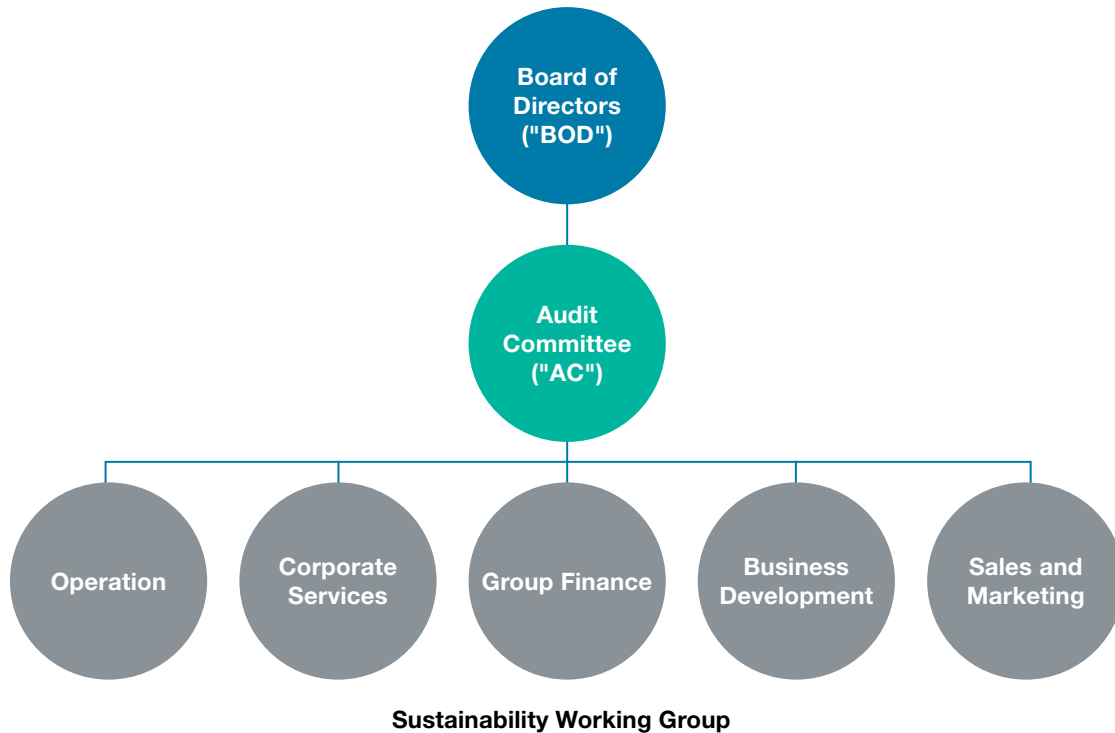 Board of
Directors
("BOD")
Audit
Committee
("AC")
Operation
Corporate
Services
Group Finance
Business
Development
Sales and
Marketing
Sustainability Working Group